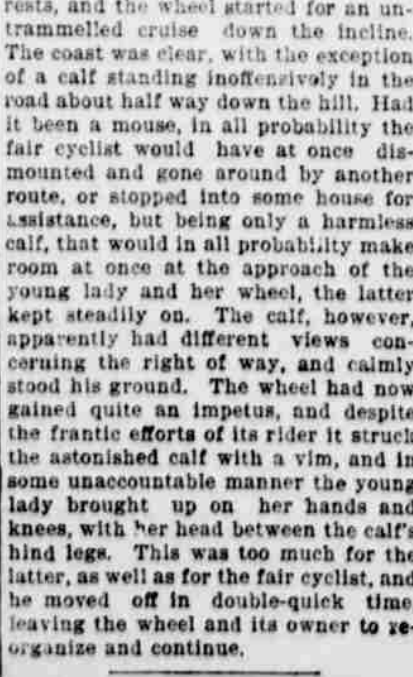 rests, and the wheel started for an un-
trammelled cruise down the incline.
The coast was clear, with the exception
of a calf standing inoffensively in the
road about half way down the hill. Had
it been a mouse, in all probability the
fair cyclist would have at once dis-
mounted and gone around by another
route, or stopped into some house for
assistance, but being only a harmless
calf, that would in all probability make
room at once at the approach of the
young lady and her wheel, the latter
kept steadily on. The calf, however,
apparently had different views con-
cerning the right of way, and calmly
stood his ground. The wheel had now
gained quite an impetus, and despite
the frantic efforts of its rider it struck
the astonished calf with a vim, and in
some unaccountable manner the young
lady brought up on her hands and
knees, with her head between the calf's
hind legs. This was too much for the
latter, as well as for the fair cyclist, and
he moved off in double-quick time
leaving the wheel and its owner to re-
organize and continue.